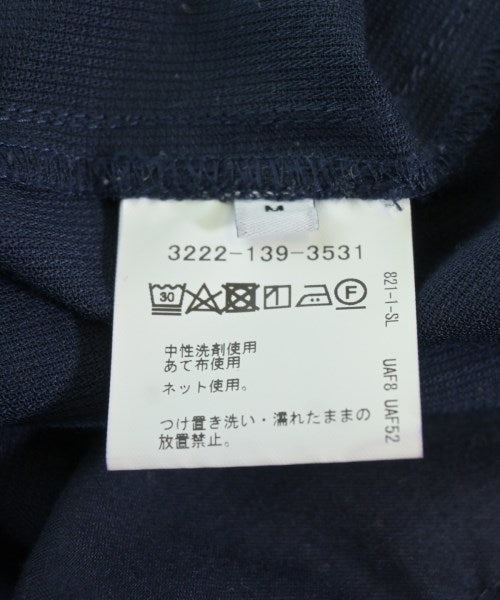 M
3222-139-3531
30 F
中性洗剤使用
あて布使用
ネット使用。
つけ置き洗い・濡れたままの
放置禁止。
821-1-SL UAF8 UAF52